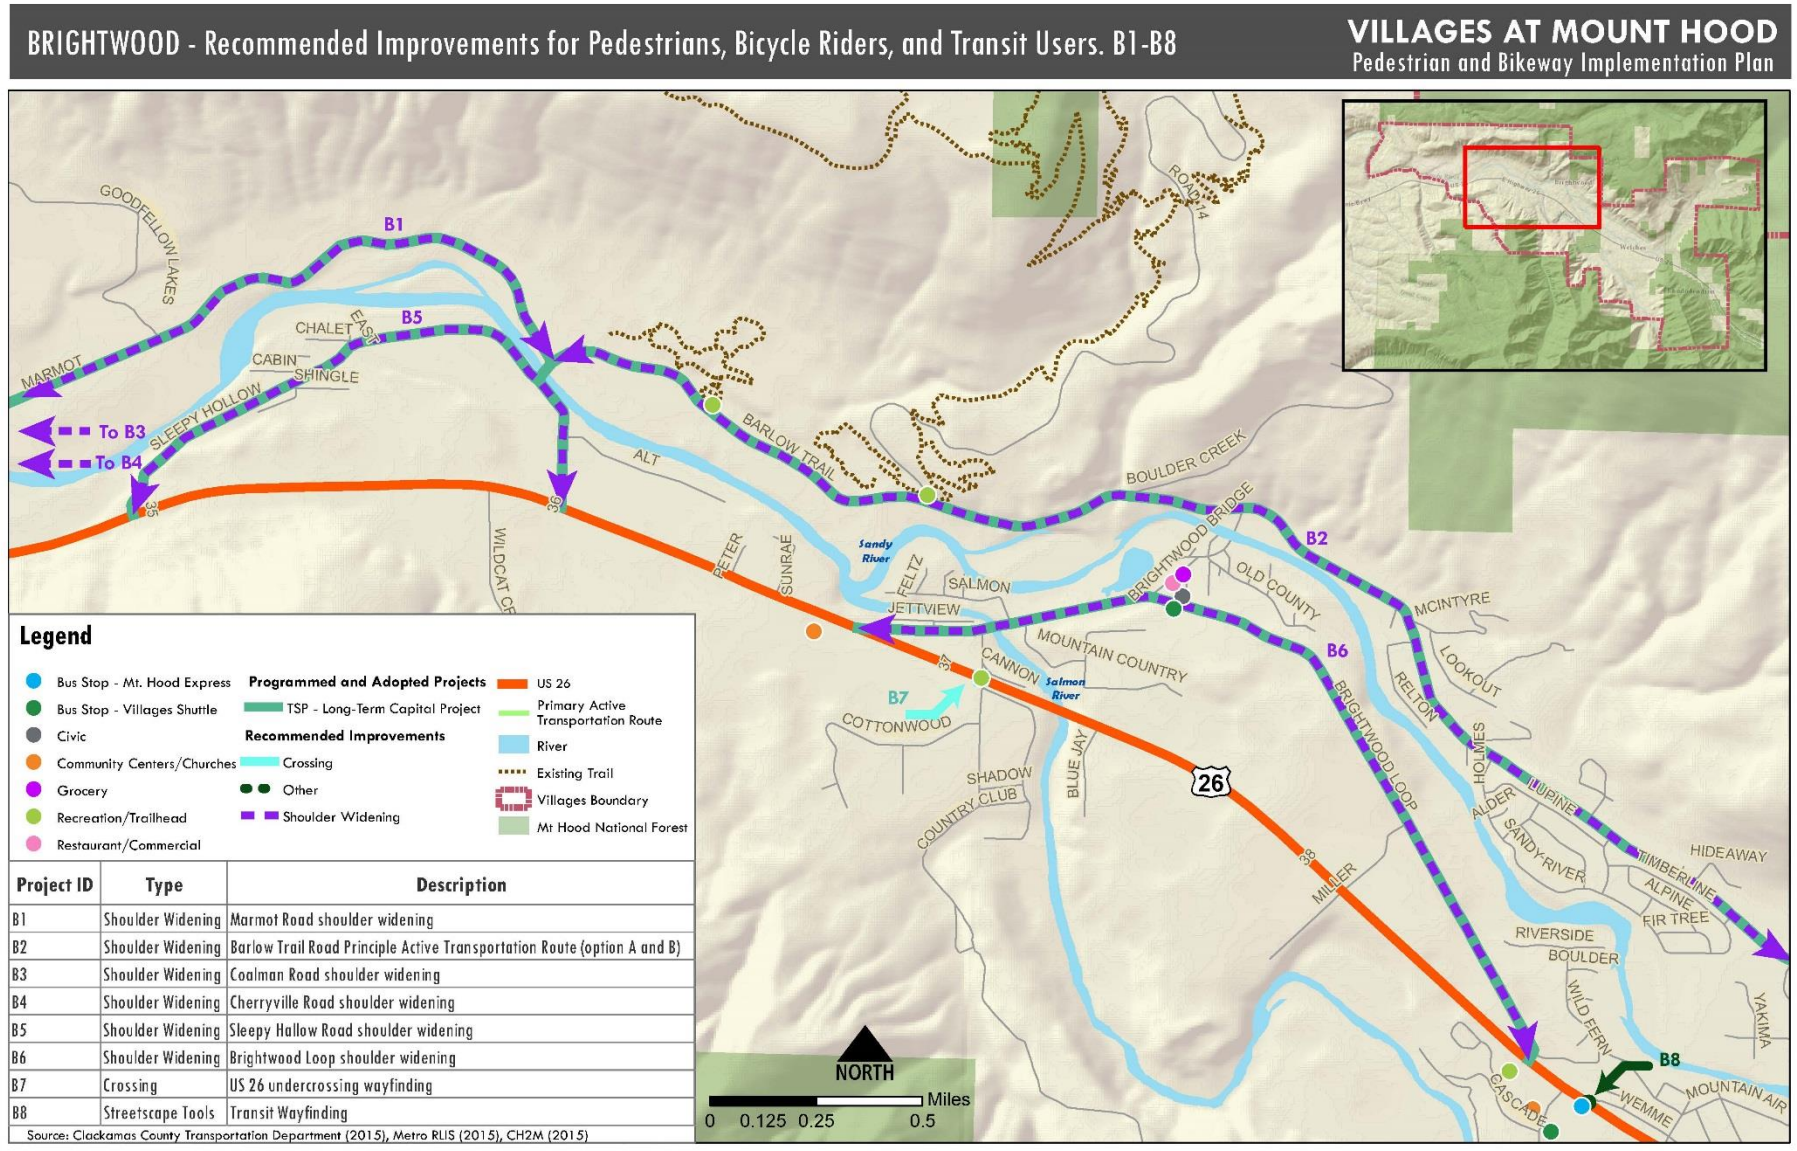 BRIGHTWOOD - Recommended Improvements for Pedestrians, Bicycle Riders, and Transit Users. B1-B8
VILLAGES AT MOUNT HOOD
Pedestrian and Bikeway Implementation Plan
GOODFELLOW LAKES
B1
ROAD 14
CHALET
EAST
B5
CABIN
SHINGLE
MARMOT
SLEEPY HOLLOW
To B3
To B4
35
36
ALT
BARLOW TRAIL
BOULDER CREEK
BRIGHTWOOD BRIDGE
B2
WILDCAT CR
PETER
SUNRAE
Sandy
River
FELTZ
SALMON
JETTVIEW
OLD COUNTY
MCINTYRE
MOUNTAIN COUNTRY
B6
LOOKOUT
37
CANNON
Salmon
River
B7
COTTONWOOD
RELTON
BRIGHTWOOD LOOP
HOLMES
BLUE JAY
SHADOW
COUNTRY CLUB
26
LUPINE
ALDER
SANDY RIVER
38
MILLER
TIMBERLINE
HIDEAWAY
ALPINE
FIR TREE
RIVERSIDE
BOULDER
WILD FERN
YAKIMA
B8
CASCADE
WEMME
MOUNTAIN AIR
NORTH
Miles
0 0.125 0.25 0.5
Welches
Legend
Bus Stop - Mt. Hood Express
Bus Stop - Villages Shuttle
Civic
Community Centers/Churches
Grocery
Recreation/Trailhead
Restaurant/Commercial
Programmed and Adopted Projects
TSP - Long-Term Capital Project
Recommended Improvements
Crossing
Other
Shoulder Widening
US 26
Primary Active
Transportation Route
River
Existing Trail
Villages Boundary
Mt Hood National Forest
Project ID Type Description
B1 Shoulder Widening Marmot Road shoulder widening
B2 Shoulder Widening Barlow Trail Road Principle Active Transportation Route (option A and B)
B3 Shoulder Widening Coalman Road shoulder widening
B4 Shoulder Widening Cherryville Road shoulder widening
B5 Shoulder Widening Sleepy Hallow Road shoulder widening
B6 Shoulder Widening Brightwood Loop shoulder widening
B7 Crossing US 26 undercrossing wayfinding
B8 Streetscape Tools Transit Wayfinding
Source: Clackamas County Transportation Department (2015), Metro RLIS (2015), CH2M (2015)